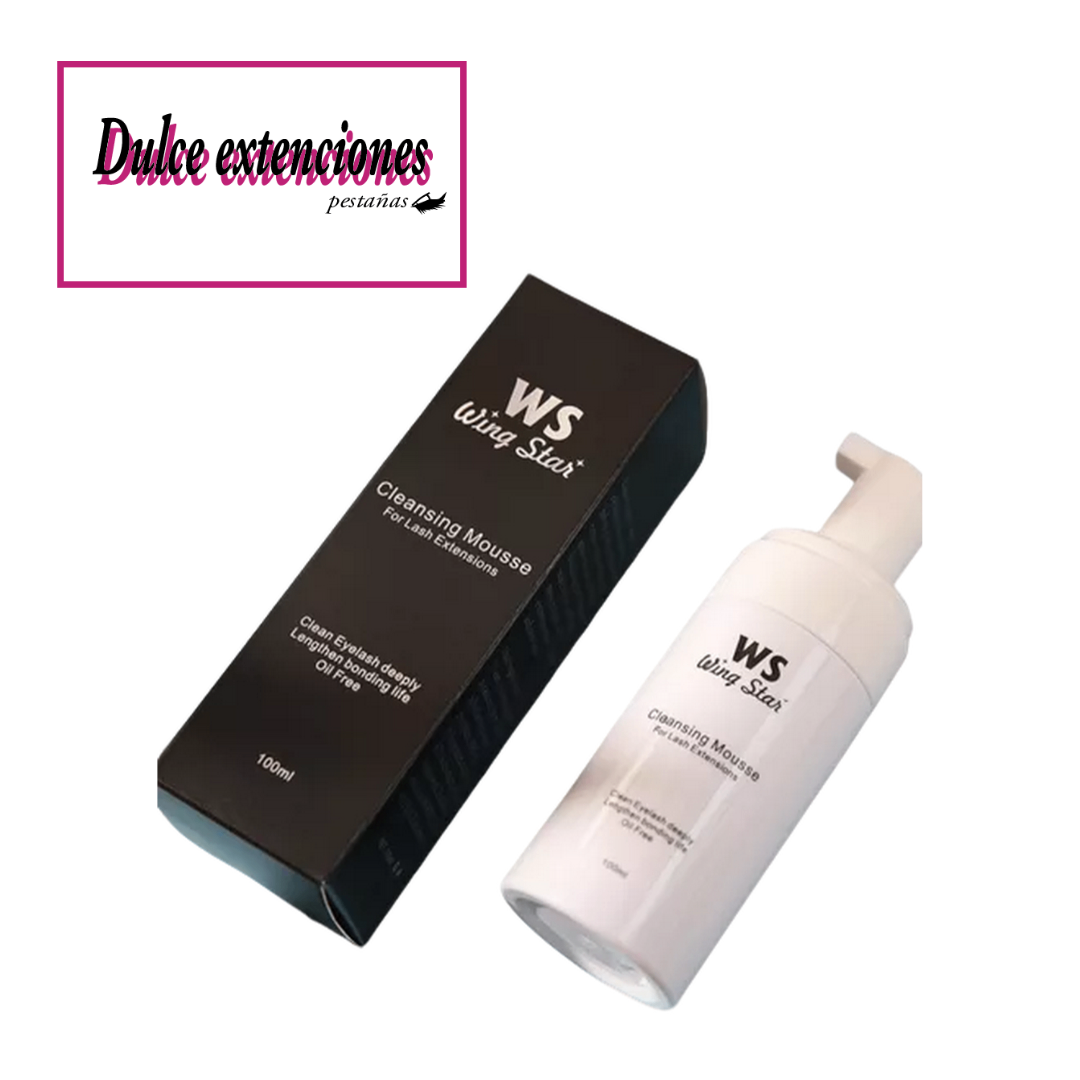 Dulce extenciones
pestañas
WS
Wing Star
Cleansing Mousse
For Lash Extensions
Clean Eyelash deeply
Lengthen bonding life
Oil Free
100ml
WS
Wing Star
Cleansing Mousse
For Lash Extensions
Clean Eyelash deeply
Lengthen bonding life
Oil Free
100ml